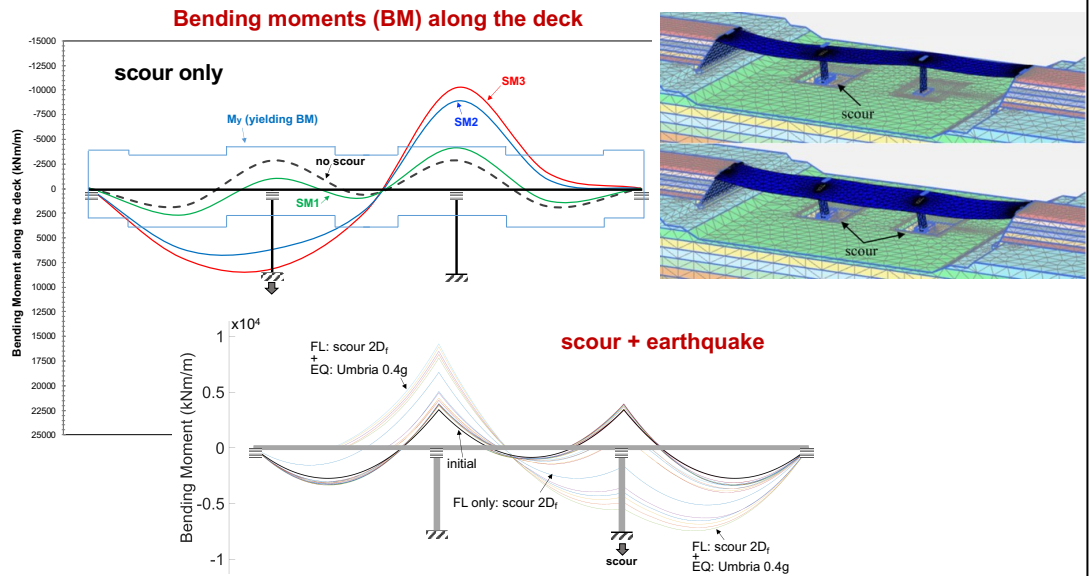 Bending moments (BM) along the deck
Bending Moment along the deck (kNm/m)
-15000
-12500
-10000
-7500
-5000
-2500
0
2500
5000
7500
10000
12500
15000
17500
20000
22500
25000
scour only
SM3
SM2
My (yielding BM)
no scour
SM1
scour
scour
scour + earthquake
x10⁴
Bending Moment (kNm/m)
1
0.5
0
-0.5
-1
FL: scour 2Df
+
EQ: Umbria 0.4g
initial
FL only: scour 2Df
FL: scour 2Df
+
EQ: Umbria 0.4g
scour